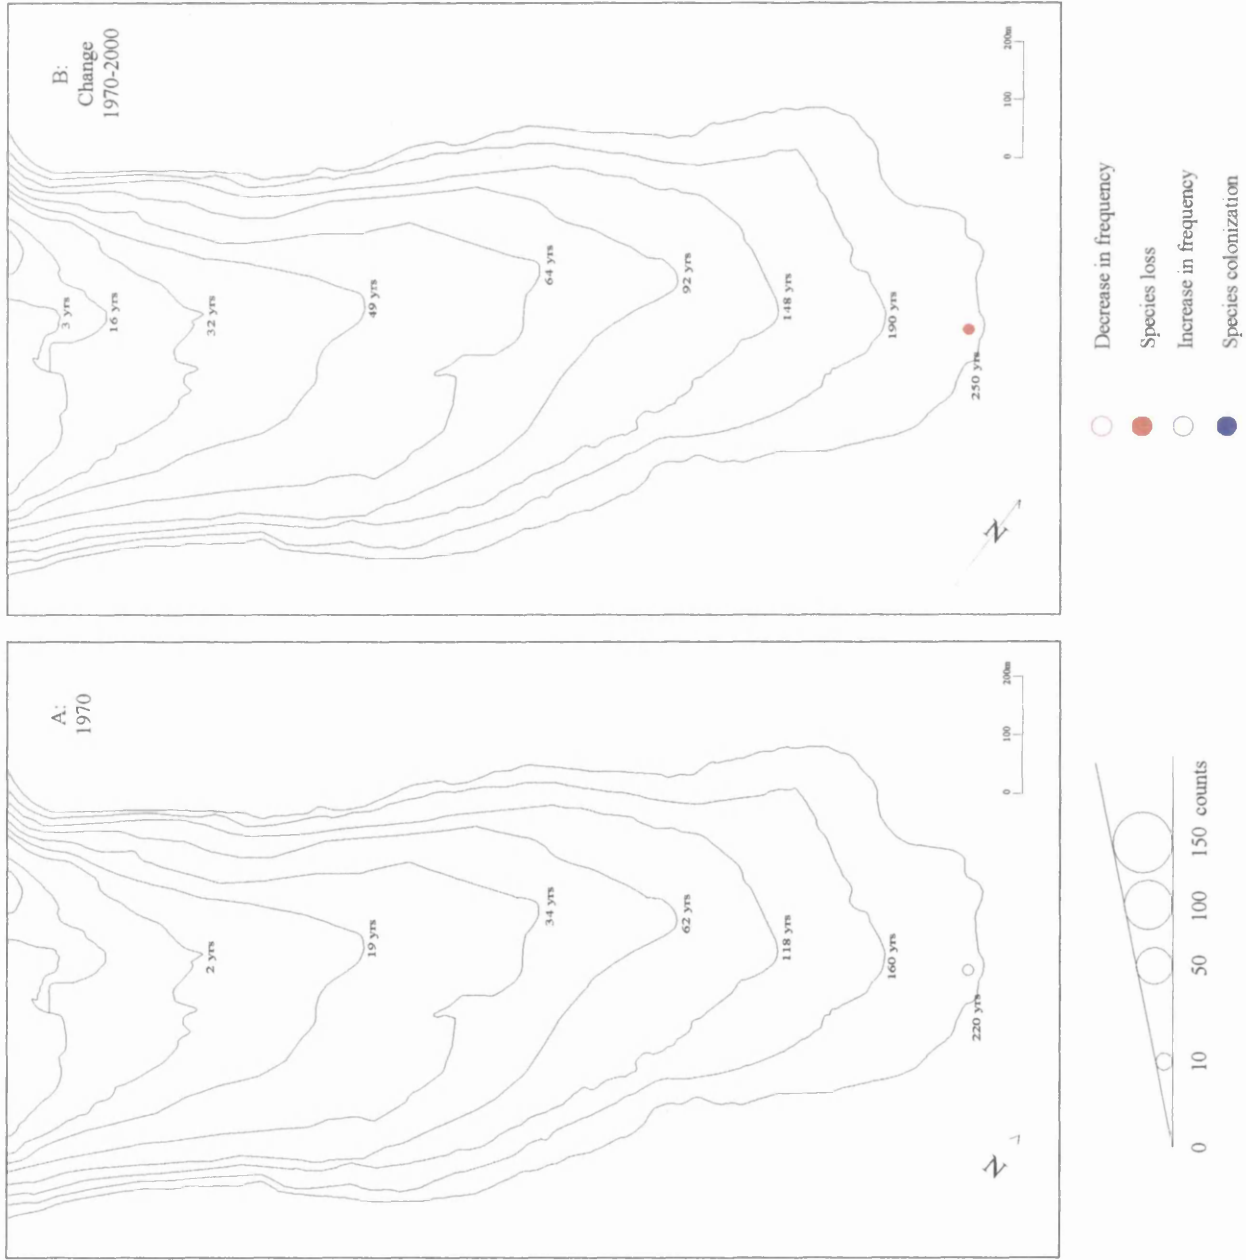 A:
1970
2 yrs
19 yrs
34 yrs
62 yrs
118 yrs
160 yrs
220 yrs
N
0 100 200m
B:
Change
1970-2000
3 yrs
16 yrs
32 yrs
49 yrs
64 yrs
92 yrs
148 yrs
190 yrs
250 yrs
N
0 100 200m
0 10 50 100 150 counts
Decrease in frequency
Species loss
Increase in frequency
Species colonization